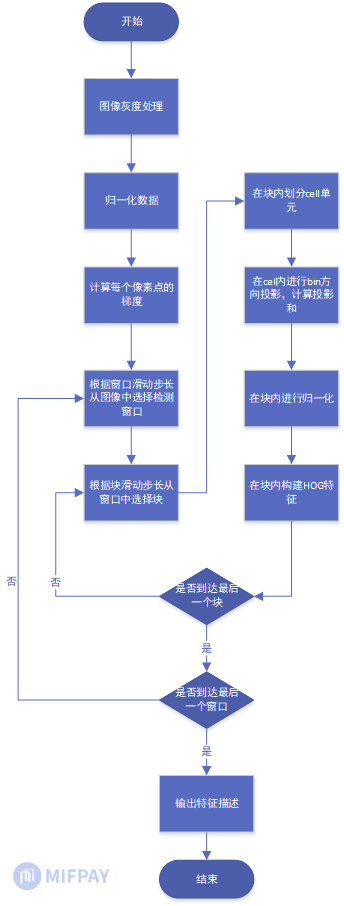 开始
图像灰度处理
归一化数据
计算每个像素点的
梯度
根据窗口滑动步长
从图像中选择检测
窗口
根据块滑动步长从
窗口中选择块
在块内划分cell单
元
在cell内进行bin方
向投影，计算投影
和
在块内进行归一化
在块内构建HOG特
征
否
否
是否到达最后
一个块
是
是否到达最后
一个窗口
是
输出特征描述
结束
MIFPAY